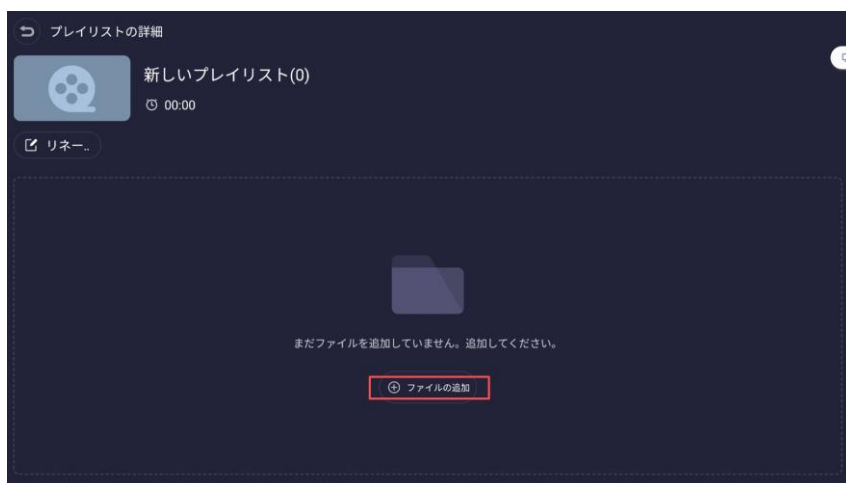 プレイリストの詳細
新しいプレイリスト(0)
00:00
リネー..
まだファイルを追加していません。追加してください。
ファイルの追加